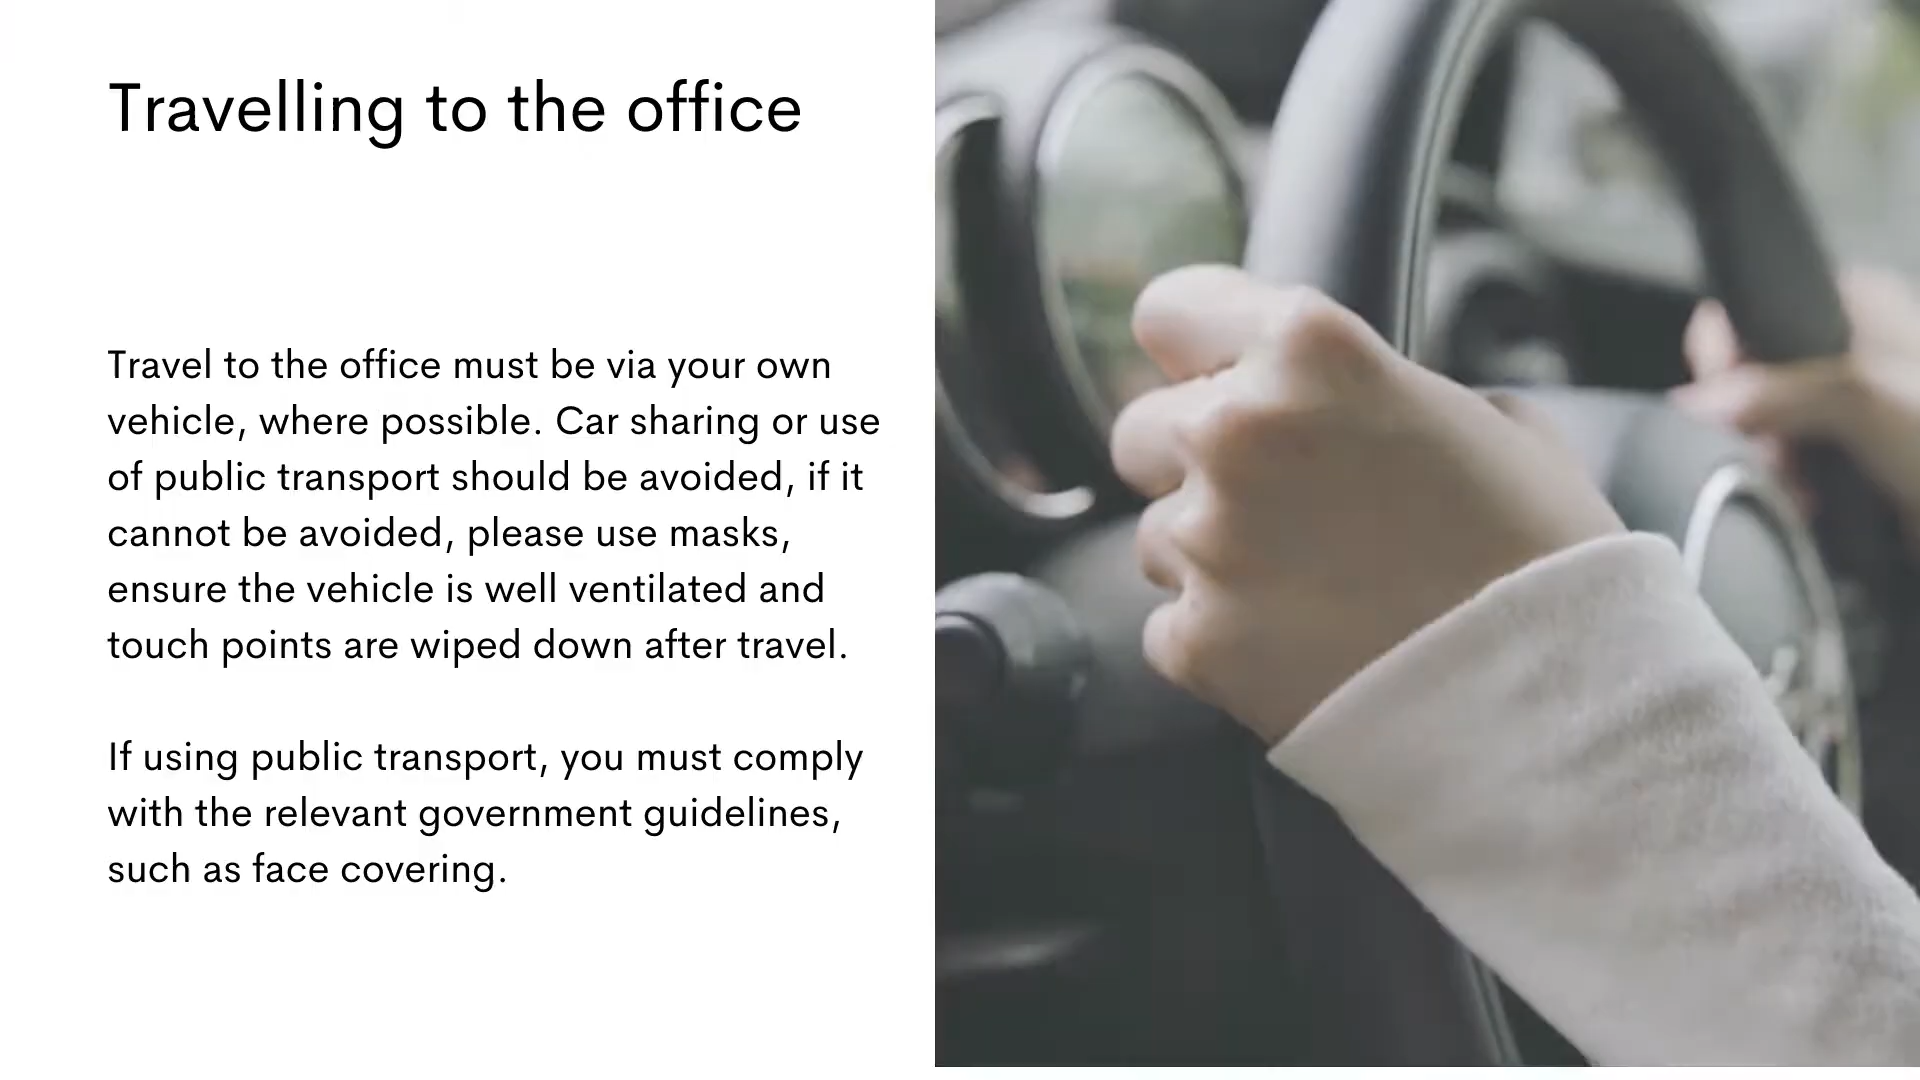 Travelling to the office
Travel to the office must be via your own
vehicle, where possible. Car sharing or use
of public transport should be avoided, if it
cannot be avoided, please use masks,
ensure the vehicle is well ventilated and
touch points are wiped down after travel.
If using public transport, you must comply
with the relevant government guidelines,
such as face covering.